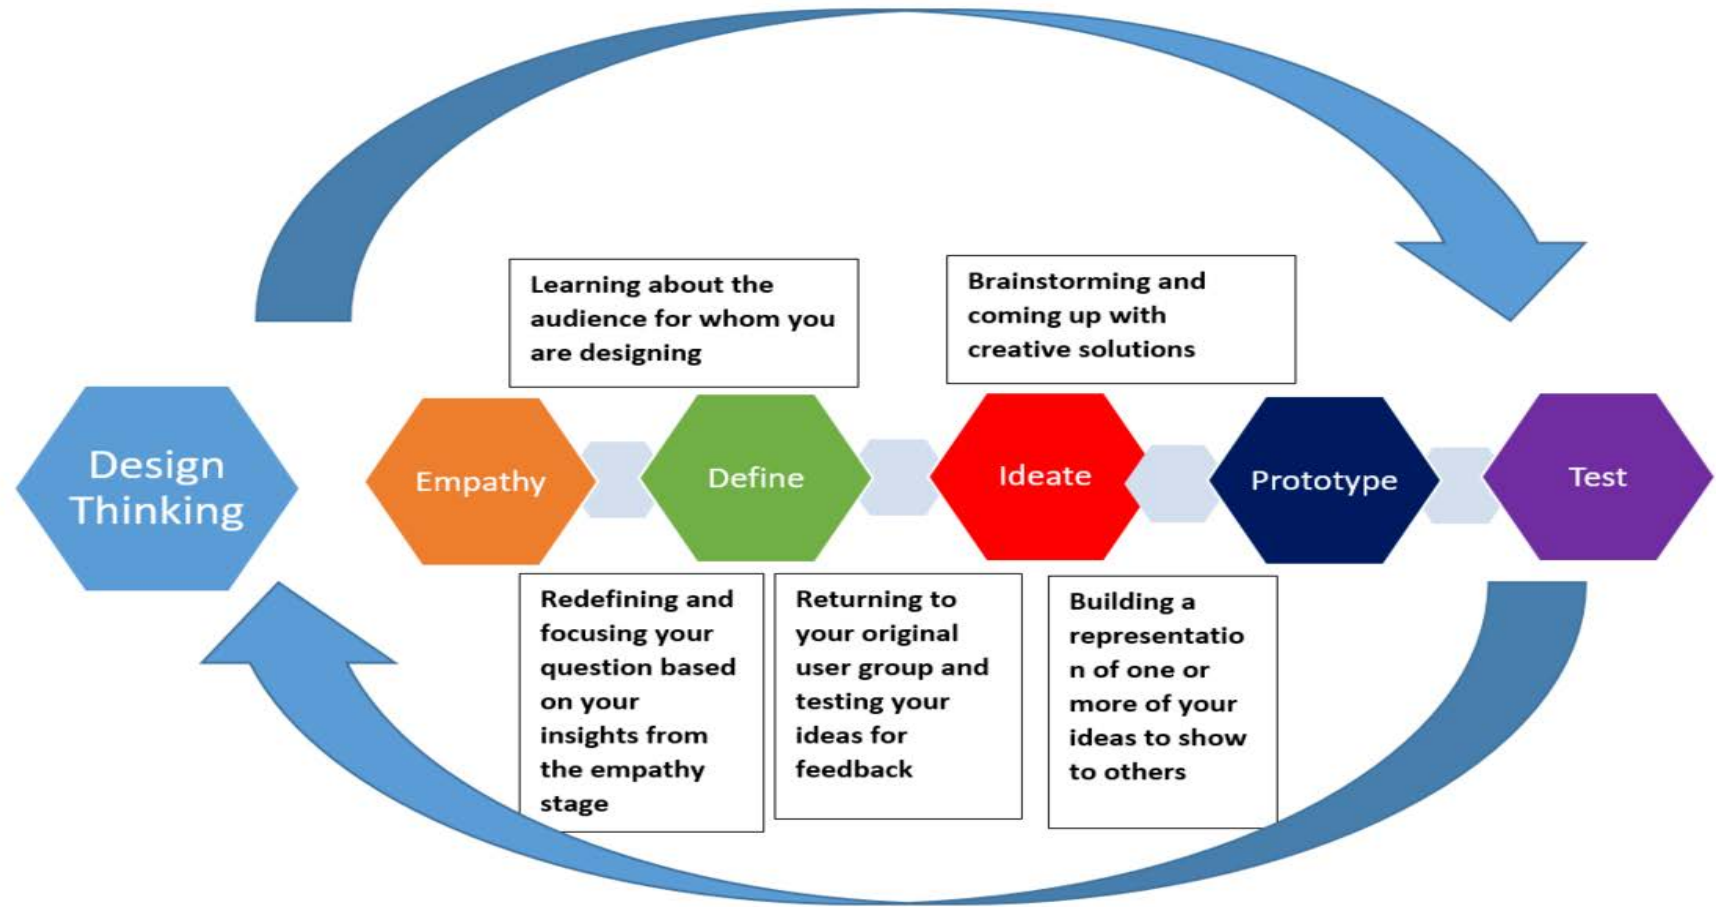 Learning about the
audience for whom you
are designing
Brainstorming and
coming up with
creative solutions
Design
Thinking
Empathy
Define
Ideate
Prototype
Test
Redefining and
focusing your
question based
on your
insights from
the empathy
stage
Returning to
your original
user group and
testing your
ideas for
feedback
Building a
representatio
n of one or
more of your
ideas to show
to others